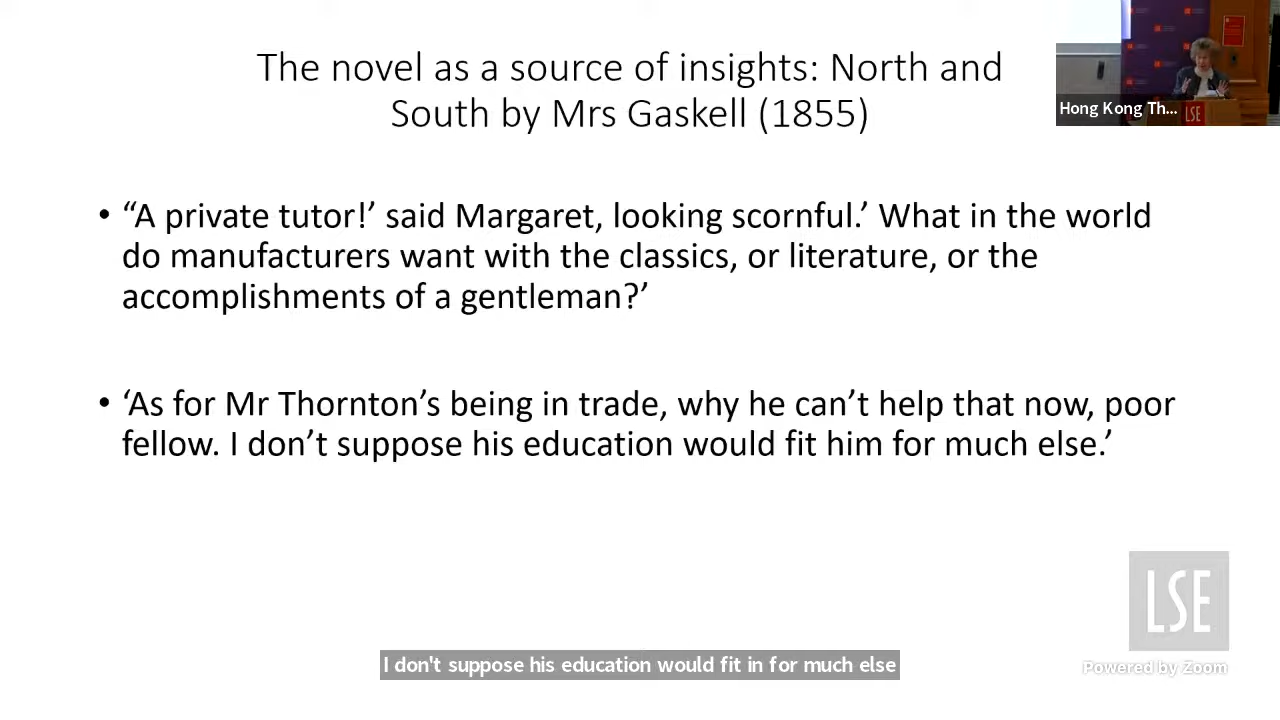 The novel as a source of insights: North and
South by Mrs Gaskell (1855)
Hong Kong Th...
LSE
• “A private tutor!’ said Margaret, looking scornful.’ What in the world
do manufacturers want with the classics, or literature, or the
accomplishments of a gentleman?’
• ‘As for Mr Thornton’s being in trade, why he can’t help that now, poor
fellow. I don’t suppose his education would fit him for much else.’
LSE
I don't suppose his education would fit in for much else
Powered by Zoom